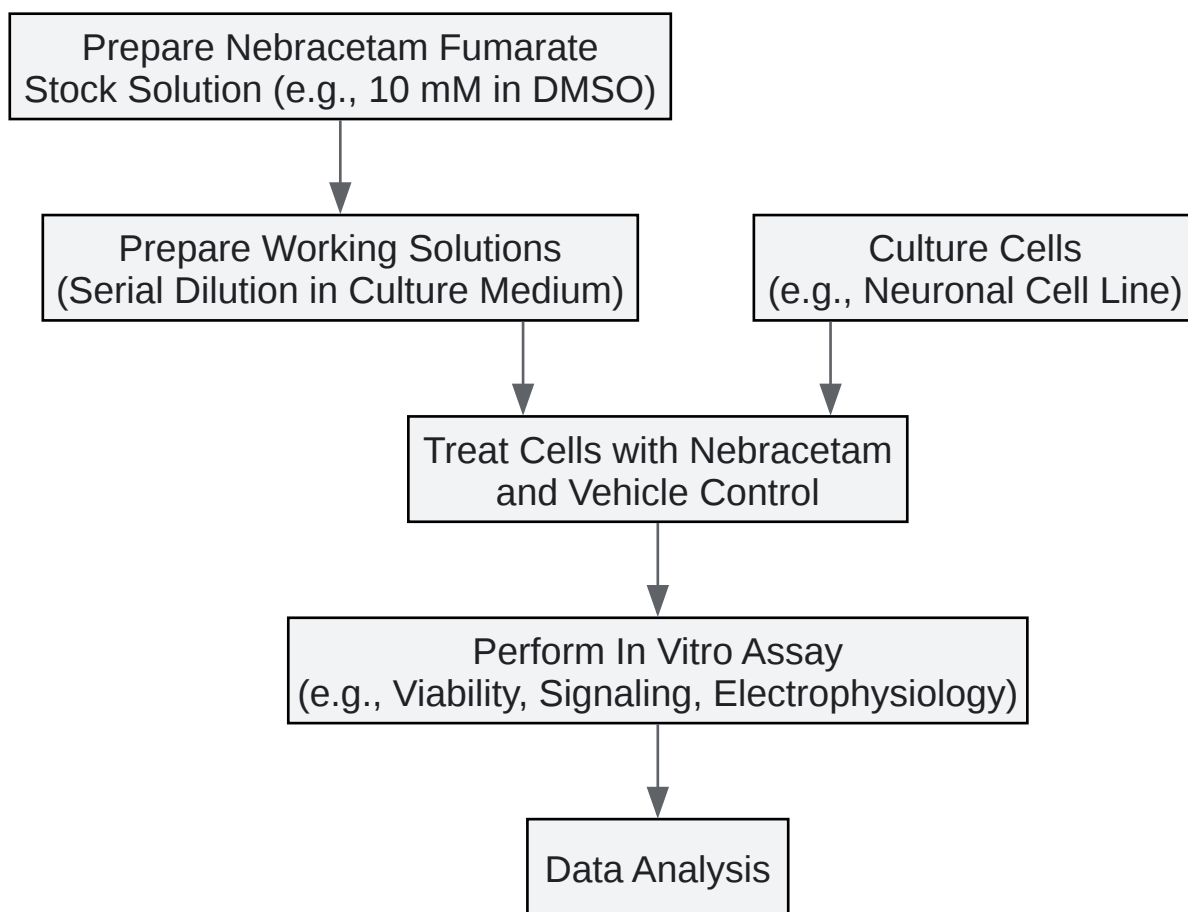 Prepare Nebracetam Fumarate
Stock Solution (e.g., 10 mM in DMSO)
Prepare Working Solutions
(Serial Dilution in Culture Medium)
Culture Cells
(e.g., Neuronal Cell Line)
Treat Cells with Nebracetam
and Vehicle Control
Perform In Vitro Assay
(e.g., Viability, Signaling, Electrophysiology)
Data Analysis